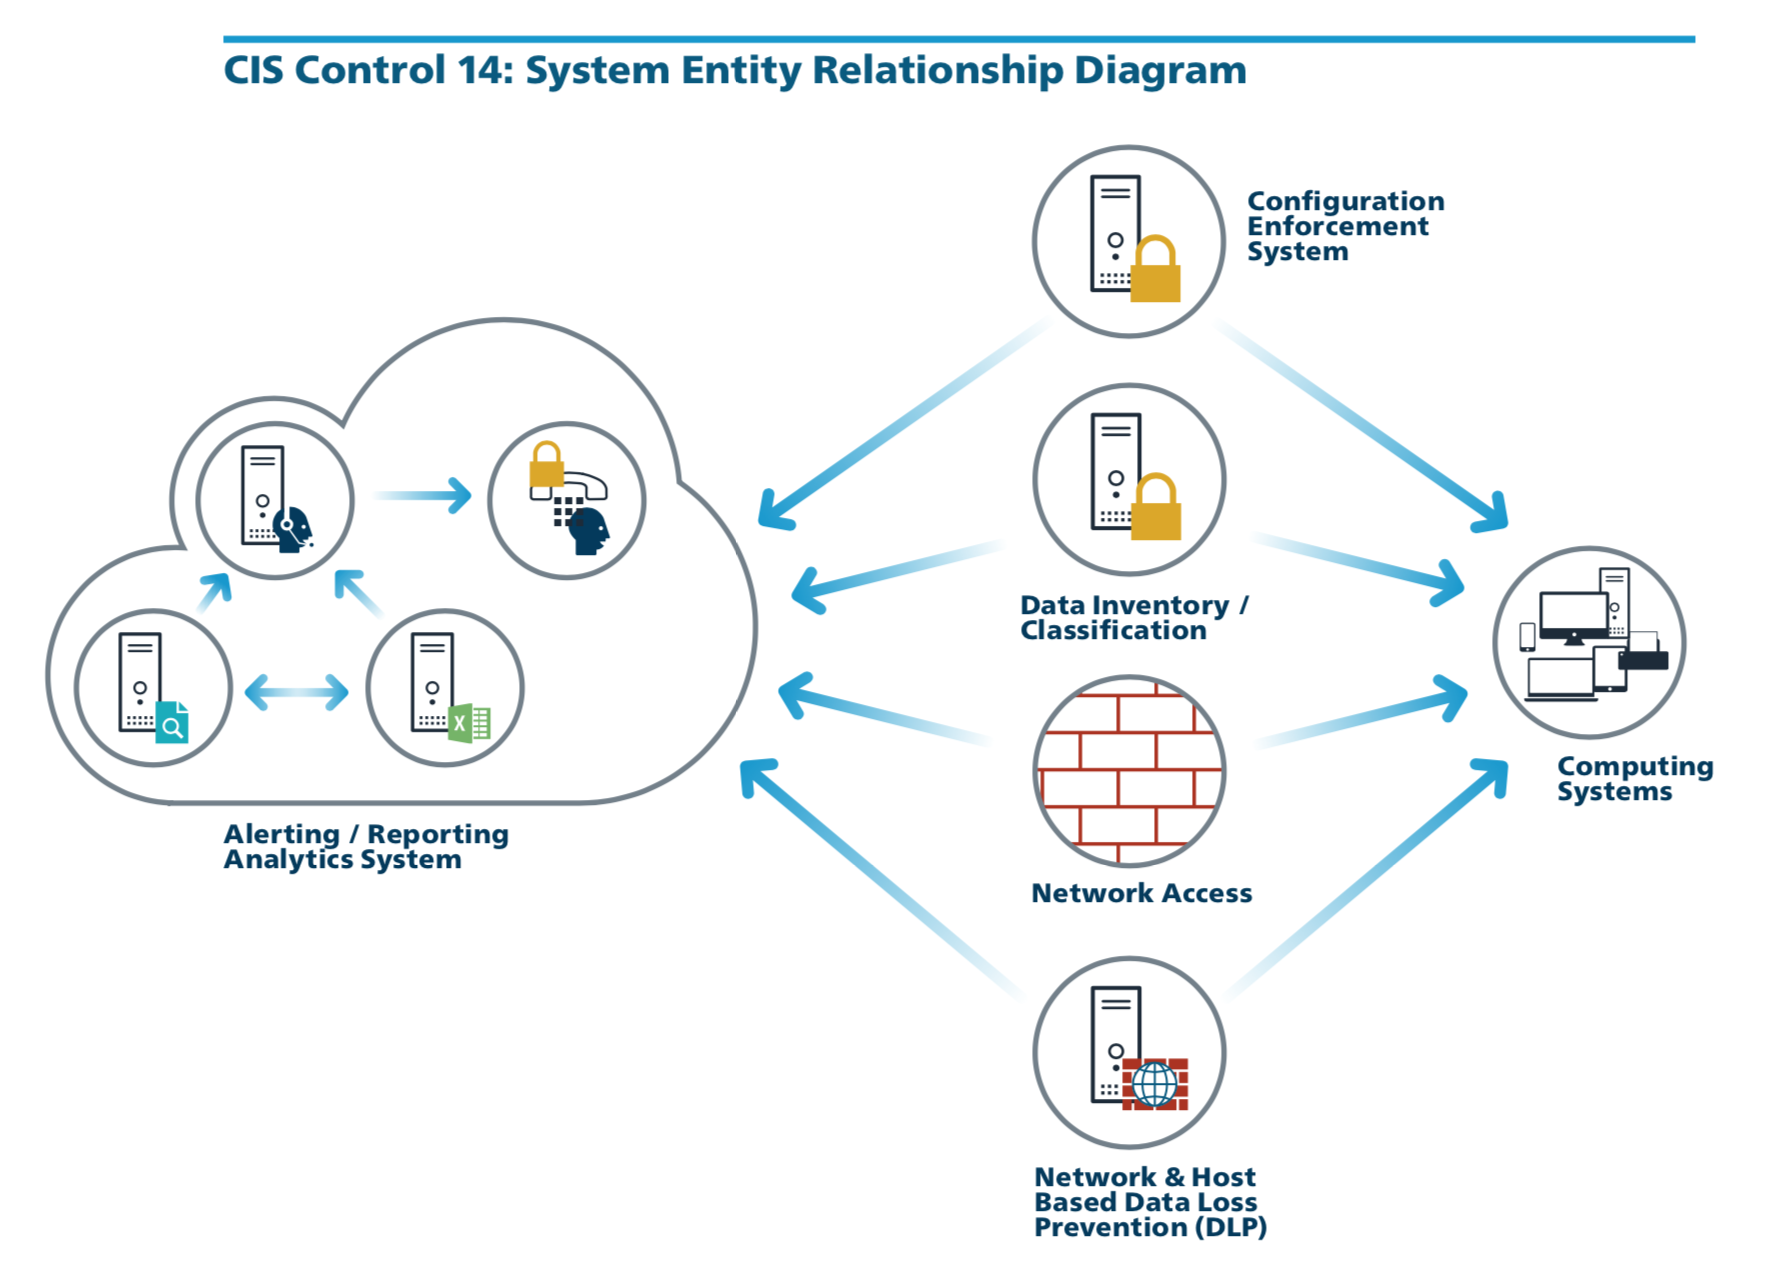 CIS Control 14: System Entity Relationship Diagram
Configuration
Enforcement
System
Data Inventory /
Classification
X
Computing
Systems
Alerting / Reporting
Analytics System
Network Access
Network & Host
Based Data Loss
Prevention (DLP)